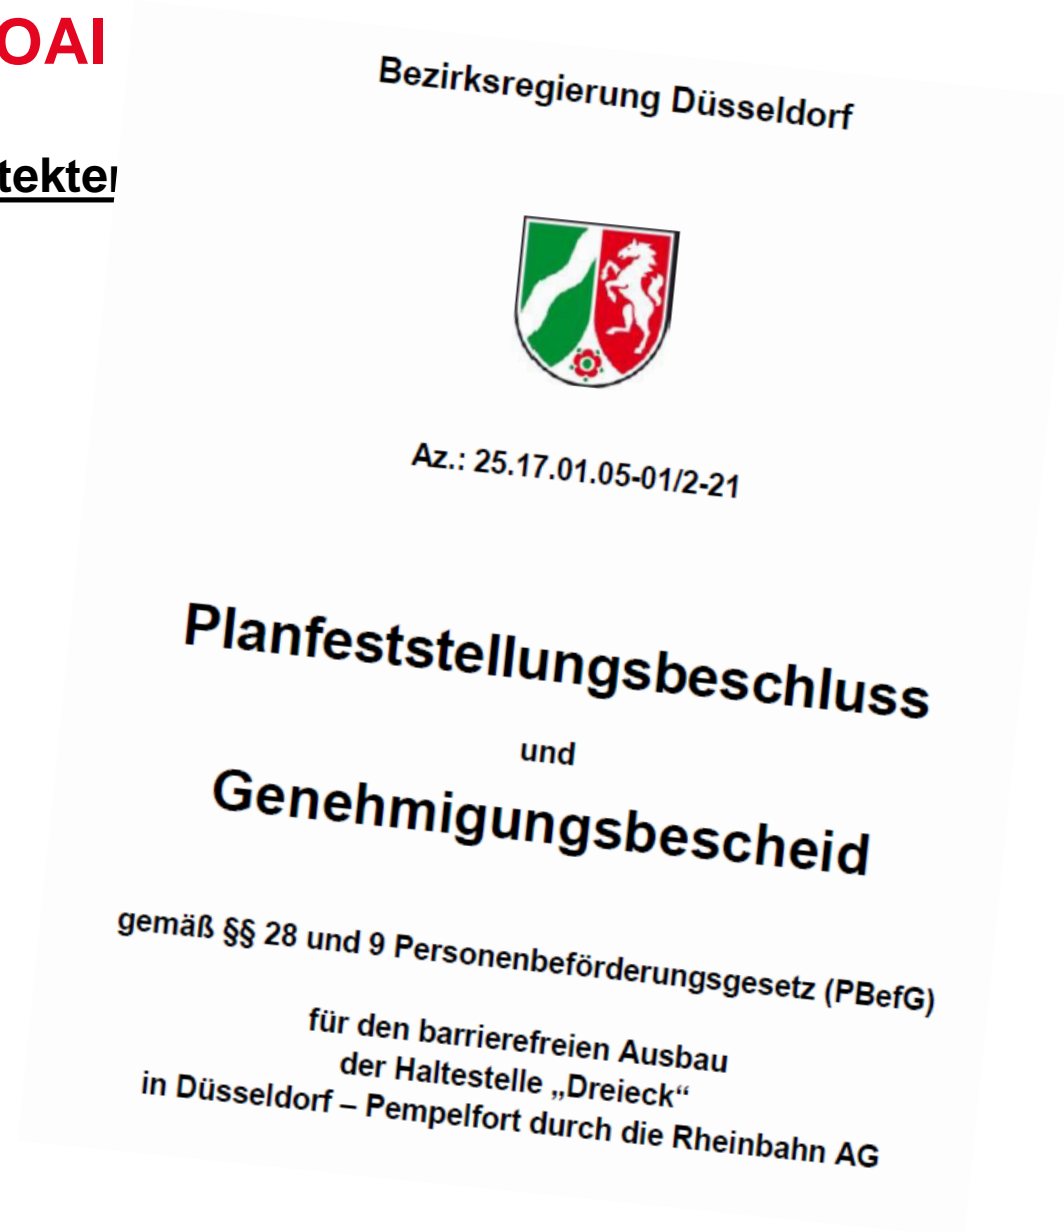 OAI
Bezirksregierung Düsseldorf
Az.: 25.17.01.05-01/2-21
Planfeststellungsbeschluss
und
Genehmigungsbescheid
gemäß §§ 28 und 9 Personenbeförderungsgesetz (PBefG)
für den barrierefreien Ausbau
der Haltestelle „Dreieck“
in Düsseldorf – Pempelfort durch die Rheinbahn AG